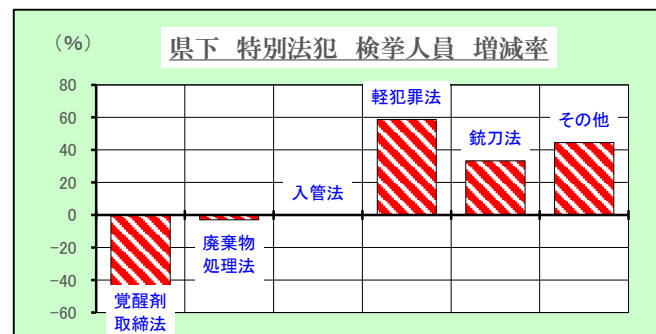 (%)
県下 特別法犯 検挙人員 増減率
80
60
40
20
0
-20
-40
-60
軽犯罪法
その他
銃刀法
入管法
廃棄物
処理法
覚醒剤
取締法